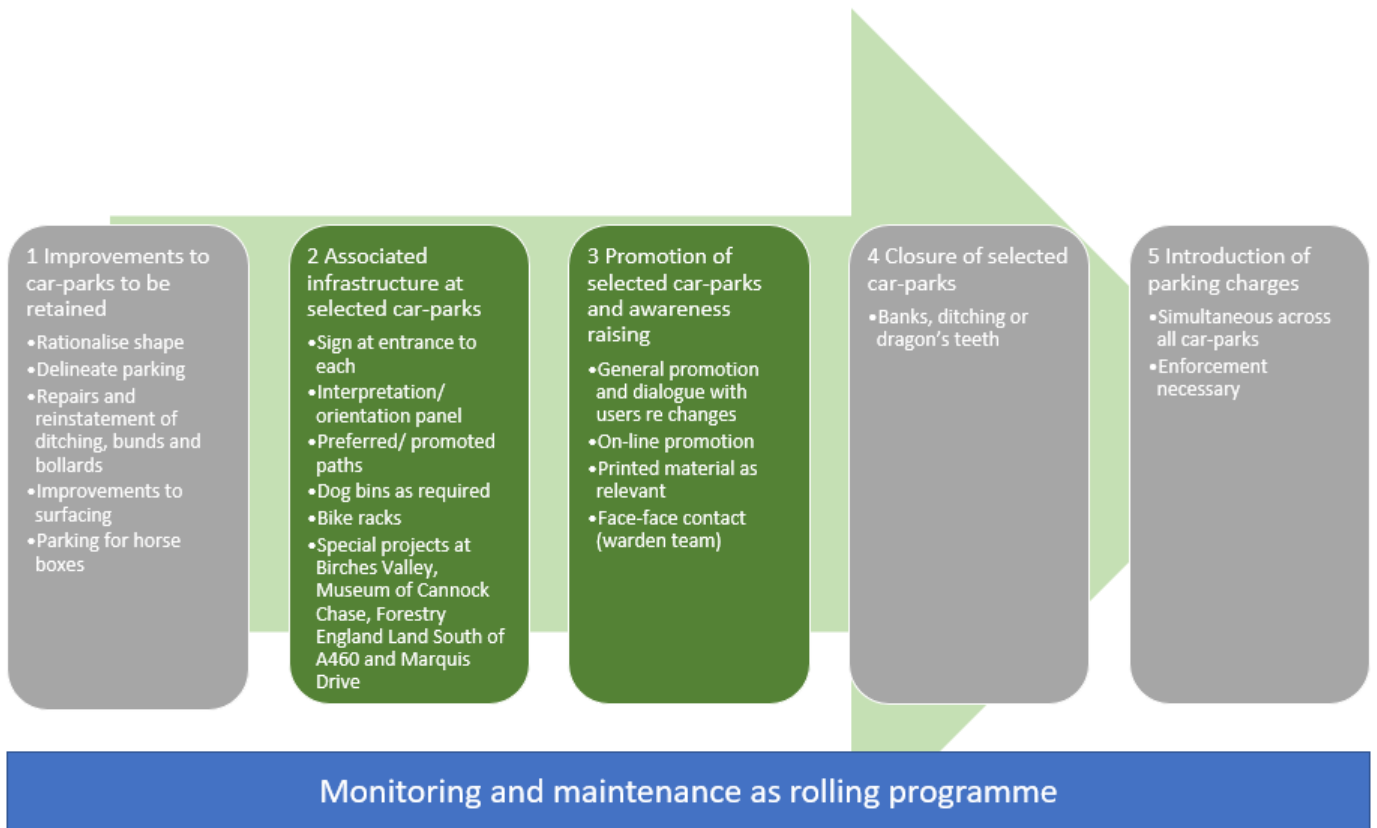 1 Improvements to
car-parks to be
retained
•Rationalise shape
•Delineate parking
•Repairs and
reinstatement of
ditching, bunds and
bollards
•Improvements to
surfacing
•Parking for horse
boxes
2 Associated
infrastructure at
selected car-parks
•Sign at entrance to
each
•Interpretation/
orientation panel
•Preferred/ promoted
paths
•Dog bins as required
•Bike racks
•Special projects at
Birches Valley,
Museum of Cannock
Chase, Forestry
England Land South of
A460 and Marquis
Drive
3 Promotion of
selected car-parks
and awareness
raising
•General promotion
and dialogue with
users re changes
•On-line promotion
•Printed material as
relevant
•Face-face contact
(warden team)
4 Closure of selected
car-parks
•Banks, ditching or
dragon's teeth
5 Introduction of
parking charges
•Simultaneous across
all car-parks
•Enforcement
necessary
Monitoring and maintenance as rolling programme